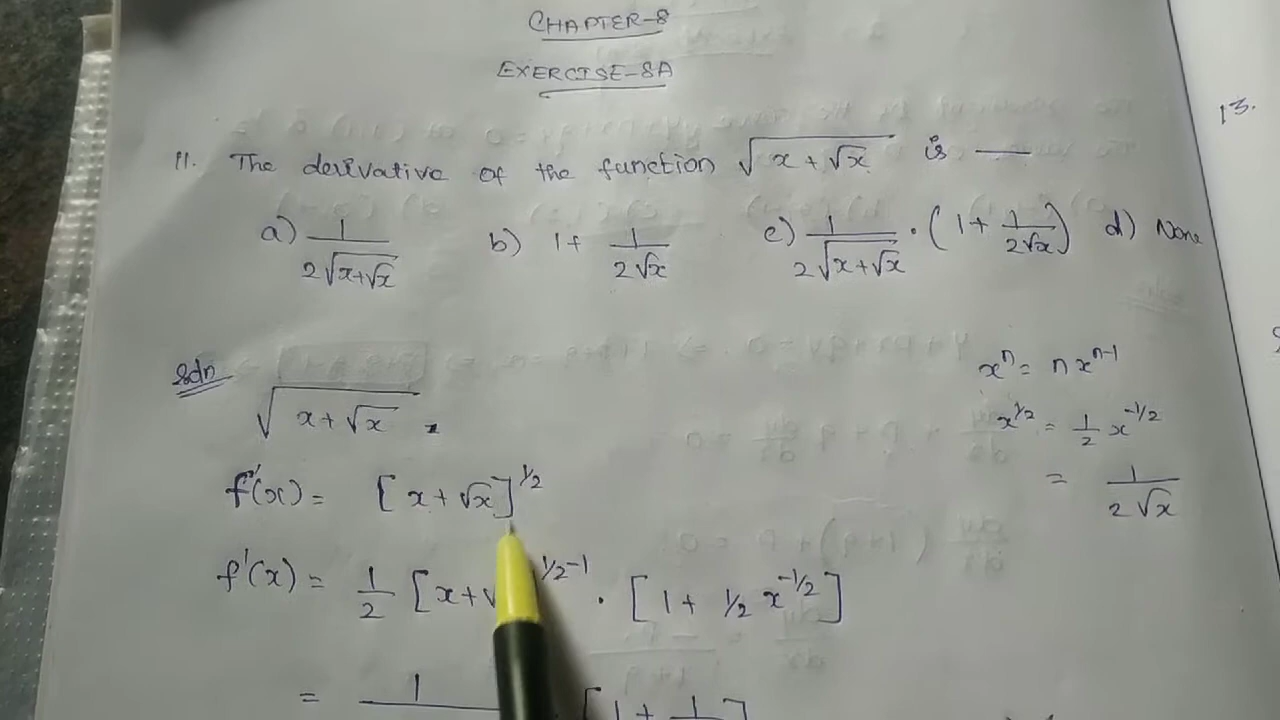 CHAPTER-8
EXERCISE-8A
11. The derivative of the function √(x + √x) is —
a) 1/(2√(x+√x)) b) 1+ 1/(2√x) c) 1/(2√(x+√x)) · (1+ 1/(2√x)) d) None
Soln
√(x+√x) .
f'(x) = [x+√x]^1/2
f'(x) = 1/2 [x+√ ^1/2-1 · [1+ 1/2 x^-1/2]
= 1 [1+ 1 ]
x^n = n x^n-1
x^1/2 = 1/2 x^-1/2
= 1/(2√x)
13.